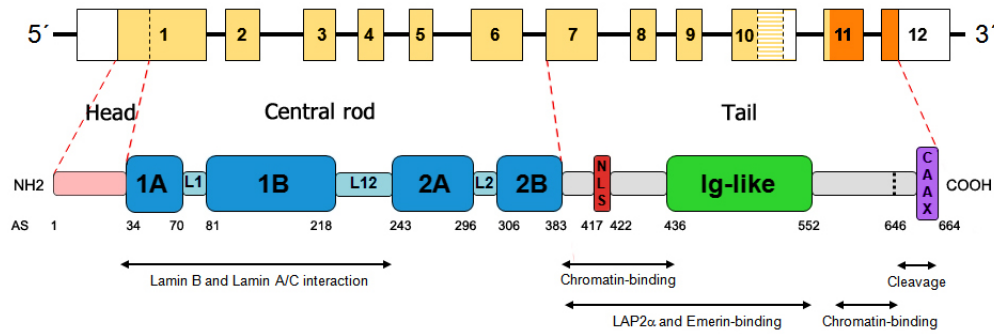 5´ 1 2 3 4 5 6 7 8 9 10 11 12 3´
Head Central rod Tail
NH2 1A L1 1B L12 2A L2 2B NLS Ig-like CAAX COOH
AS 1 34 70 81 218 243 296 306 383 417 422 436 552 646 664
Lamin B and Lamin A/C interaction Chromatin-binding Cleavage
LAP2α and Emerin-binding Chromatin-binding